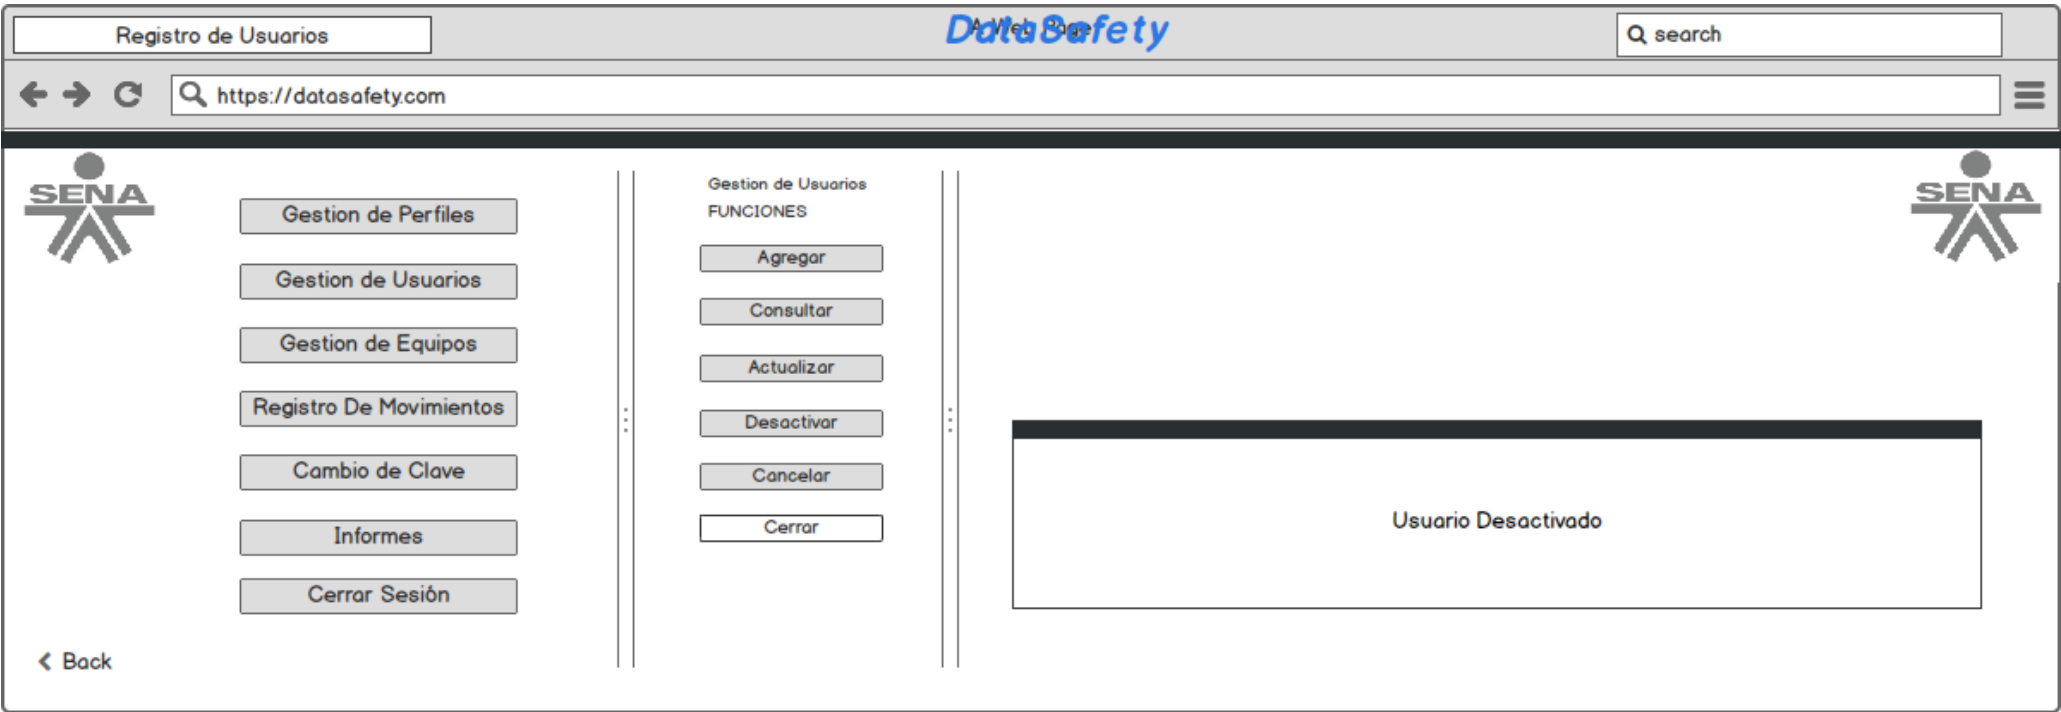 Registro de Usuarios
A Web Page
DataSafety
search
https://datasafety.com
SENA
SENA
Gestion de Perfiles
Gestion de Usuarios
Gestion de Equipos
Registro De Movimientos
Cambio de Clave
Informes
Cerrar Sesión
Back
Gestion de Usuarios
FUNCIONES
Agregar
Consultar
Actualizar
Desactivar
Cancelar
Cerrar
Usuario Desactivado